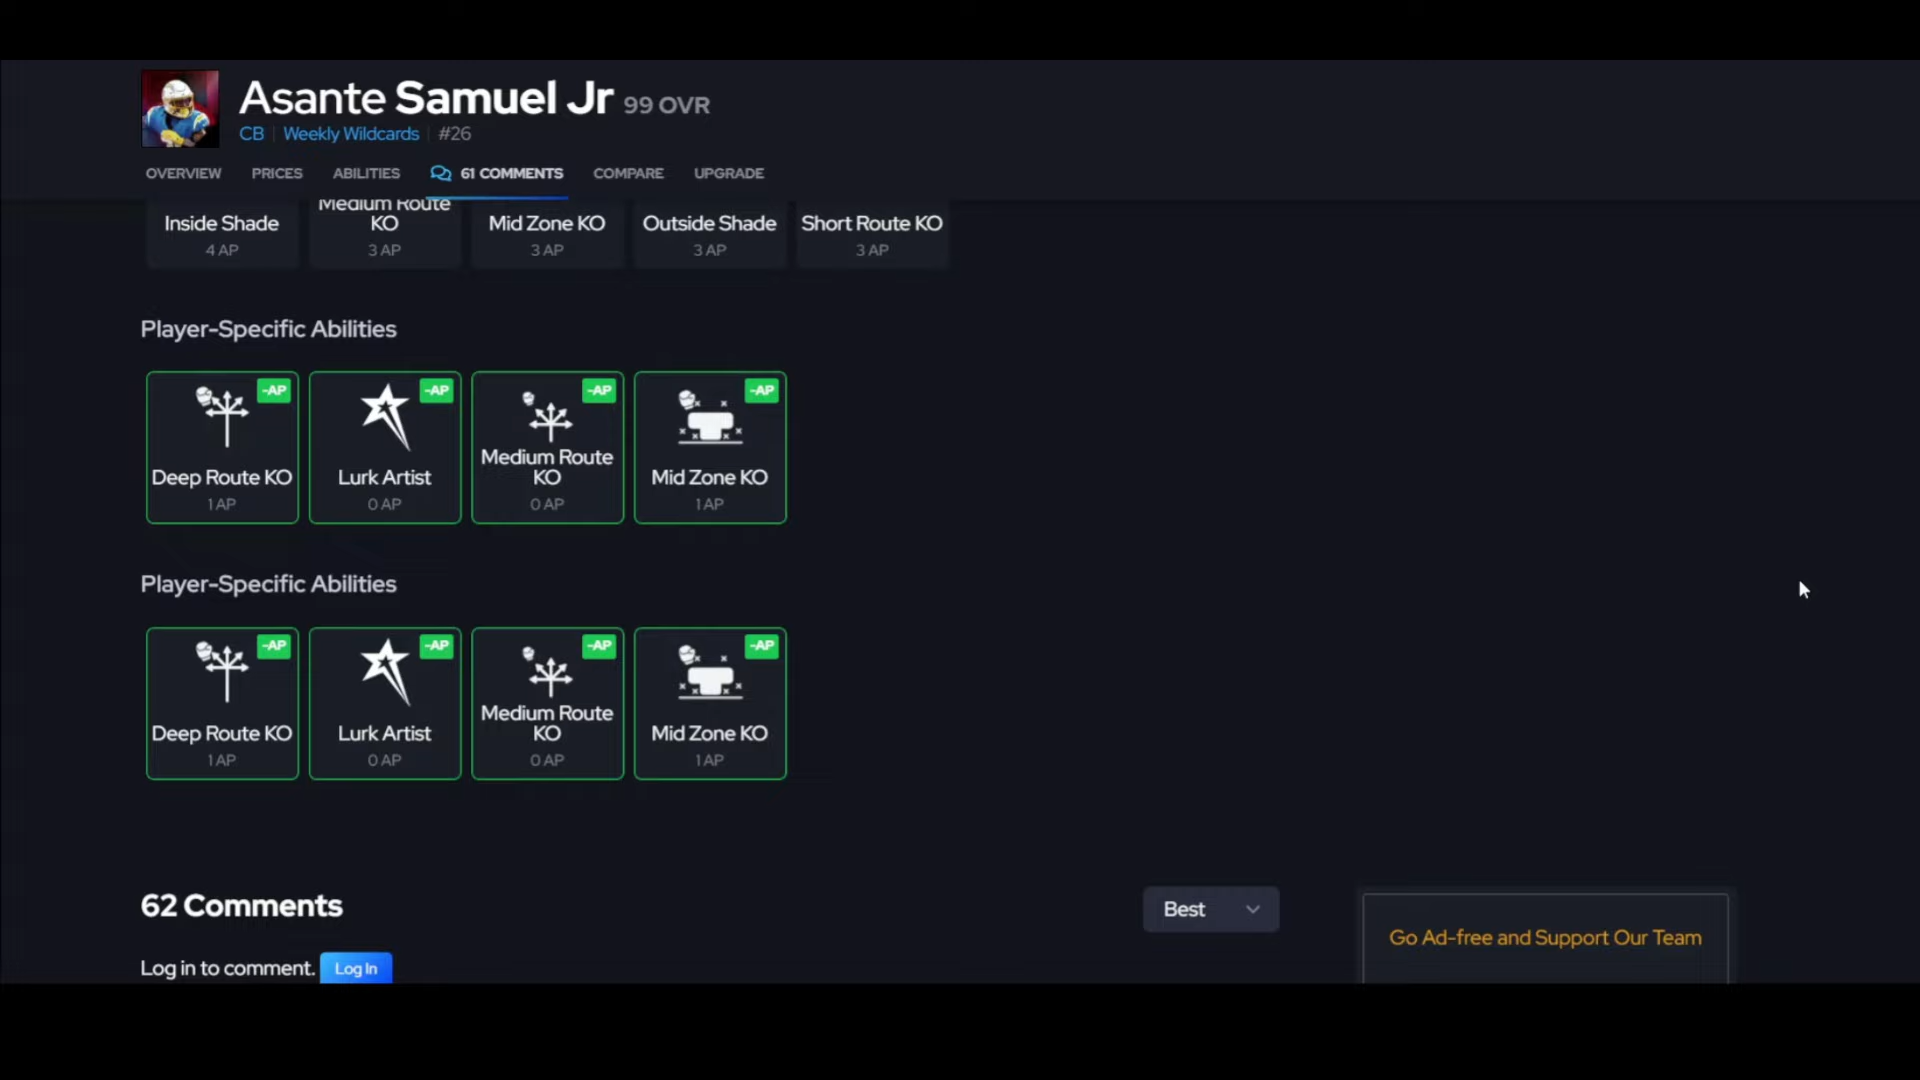 Asante Samuel Jr 99 OVR
CB | Weekly Wildcards | #26
OVERVIEW PRICES ABILITIES 61 COMMENTS COMPARE UPGRADE
Inside Shade
4 AP
Medium Route
KO
3 AP
Mid Zone KO
3 AP
Outside Shade
3 AP
Short Route KO
3 AP
Player-Specific Abilities
-AP
Deep Route KO
1 AP
-AP
Lurk Artist
0 AP
-AP
Medium Route
KO
0 AP
-AP
Mid Zone KO
1 AP
Player-Specific Abilities
-AP
Deep Route KO
1 AP
-AP
Lurk Artist
0 AP
-AP
Medium Route
KO
0 AP
-AP
Mid Zone KO
1 AP
62 Comments
Best
Go Ad-free and Support Our Team
Log in to comment. Log In